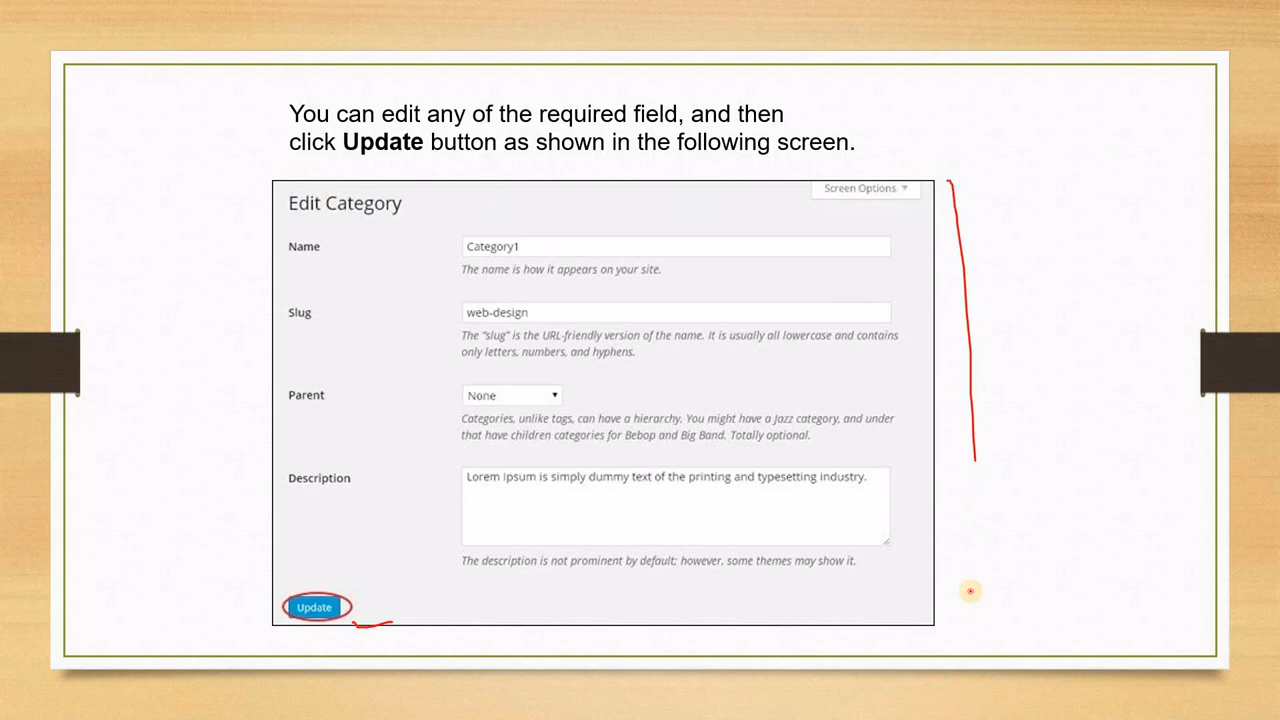 You can edit any of the required field, and then
click Update button as shown in the following screen.
Screen Options ▼
Edit Category
Name
Category1
The name is how it appears on your site.
Slug
web-design
The “slug” is the URL-friendly version of the name. It is usually all lowercase and contains
only letters, numbers, and hyphens.
Parent
None
Categories, unlike tags, can have a hierarchy. You might have a Jazz category, and under
that have children categories for Bebop and Big Band. Totally optional.
Description
Lorem Ipsum is simply dummy text of the printing and typesetting industry.
The description is not prominent by default; however, some themes may show it.
Update